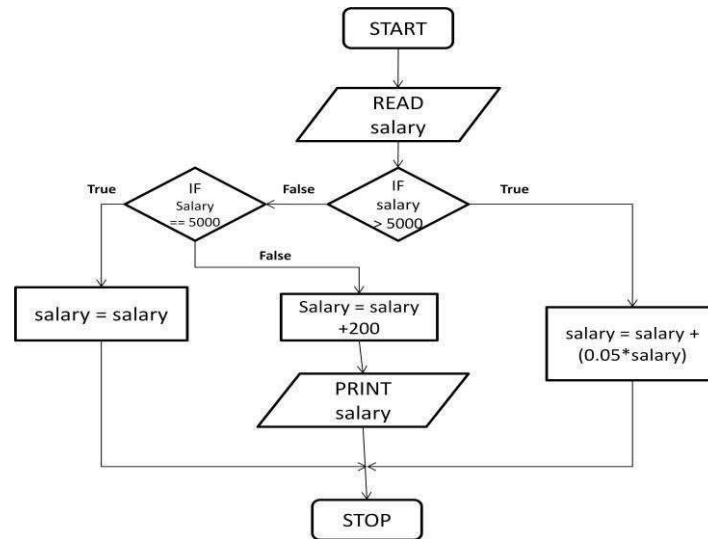 START
READ
salary
True
IF
Salary
== 5000
False
IF
salary
> 5000
True
False
salary = salary
Salary = salary
+200
salary = salary +
(0.05*salary)
PRINT
salary
STOP